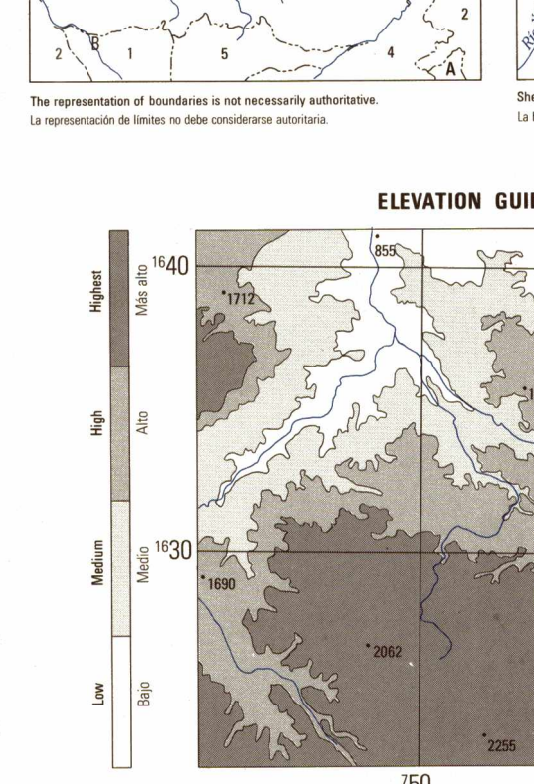 2
B
2
1
5
4
A
The representation of boundaries is not necessarily authoritative.
La representación de límites no debe considerarse autoritaria.
ELEVATION
Highest
Más alto
High
Alto
Medium
Medio
Low
Bajo
1640
1630
855
1712
1690
2062
2255